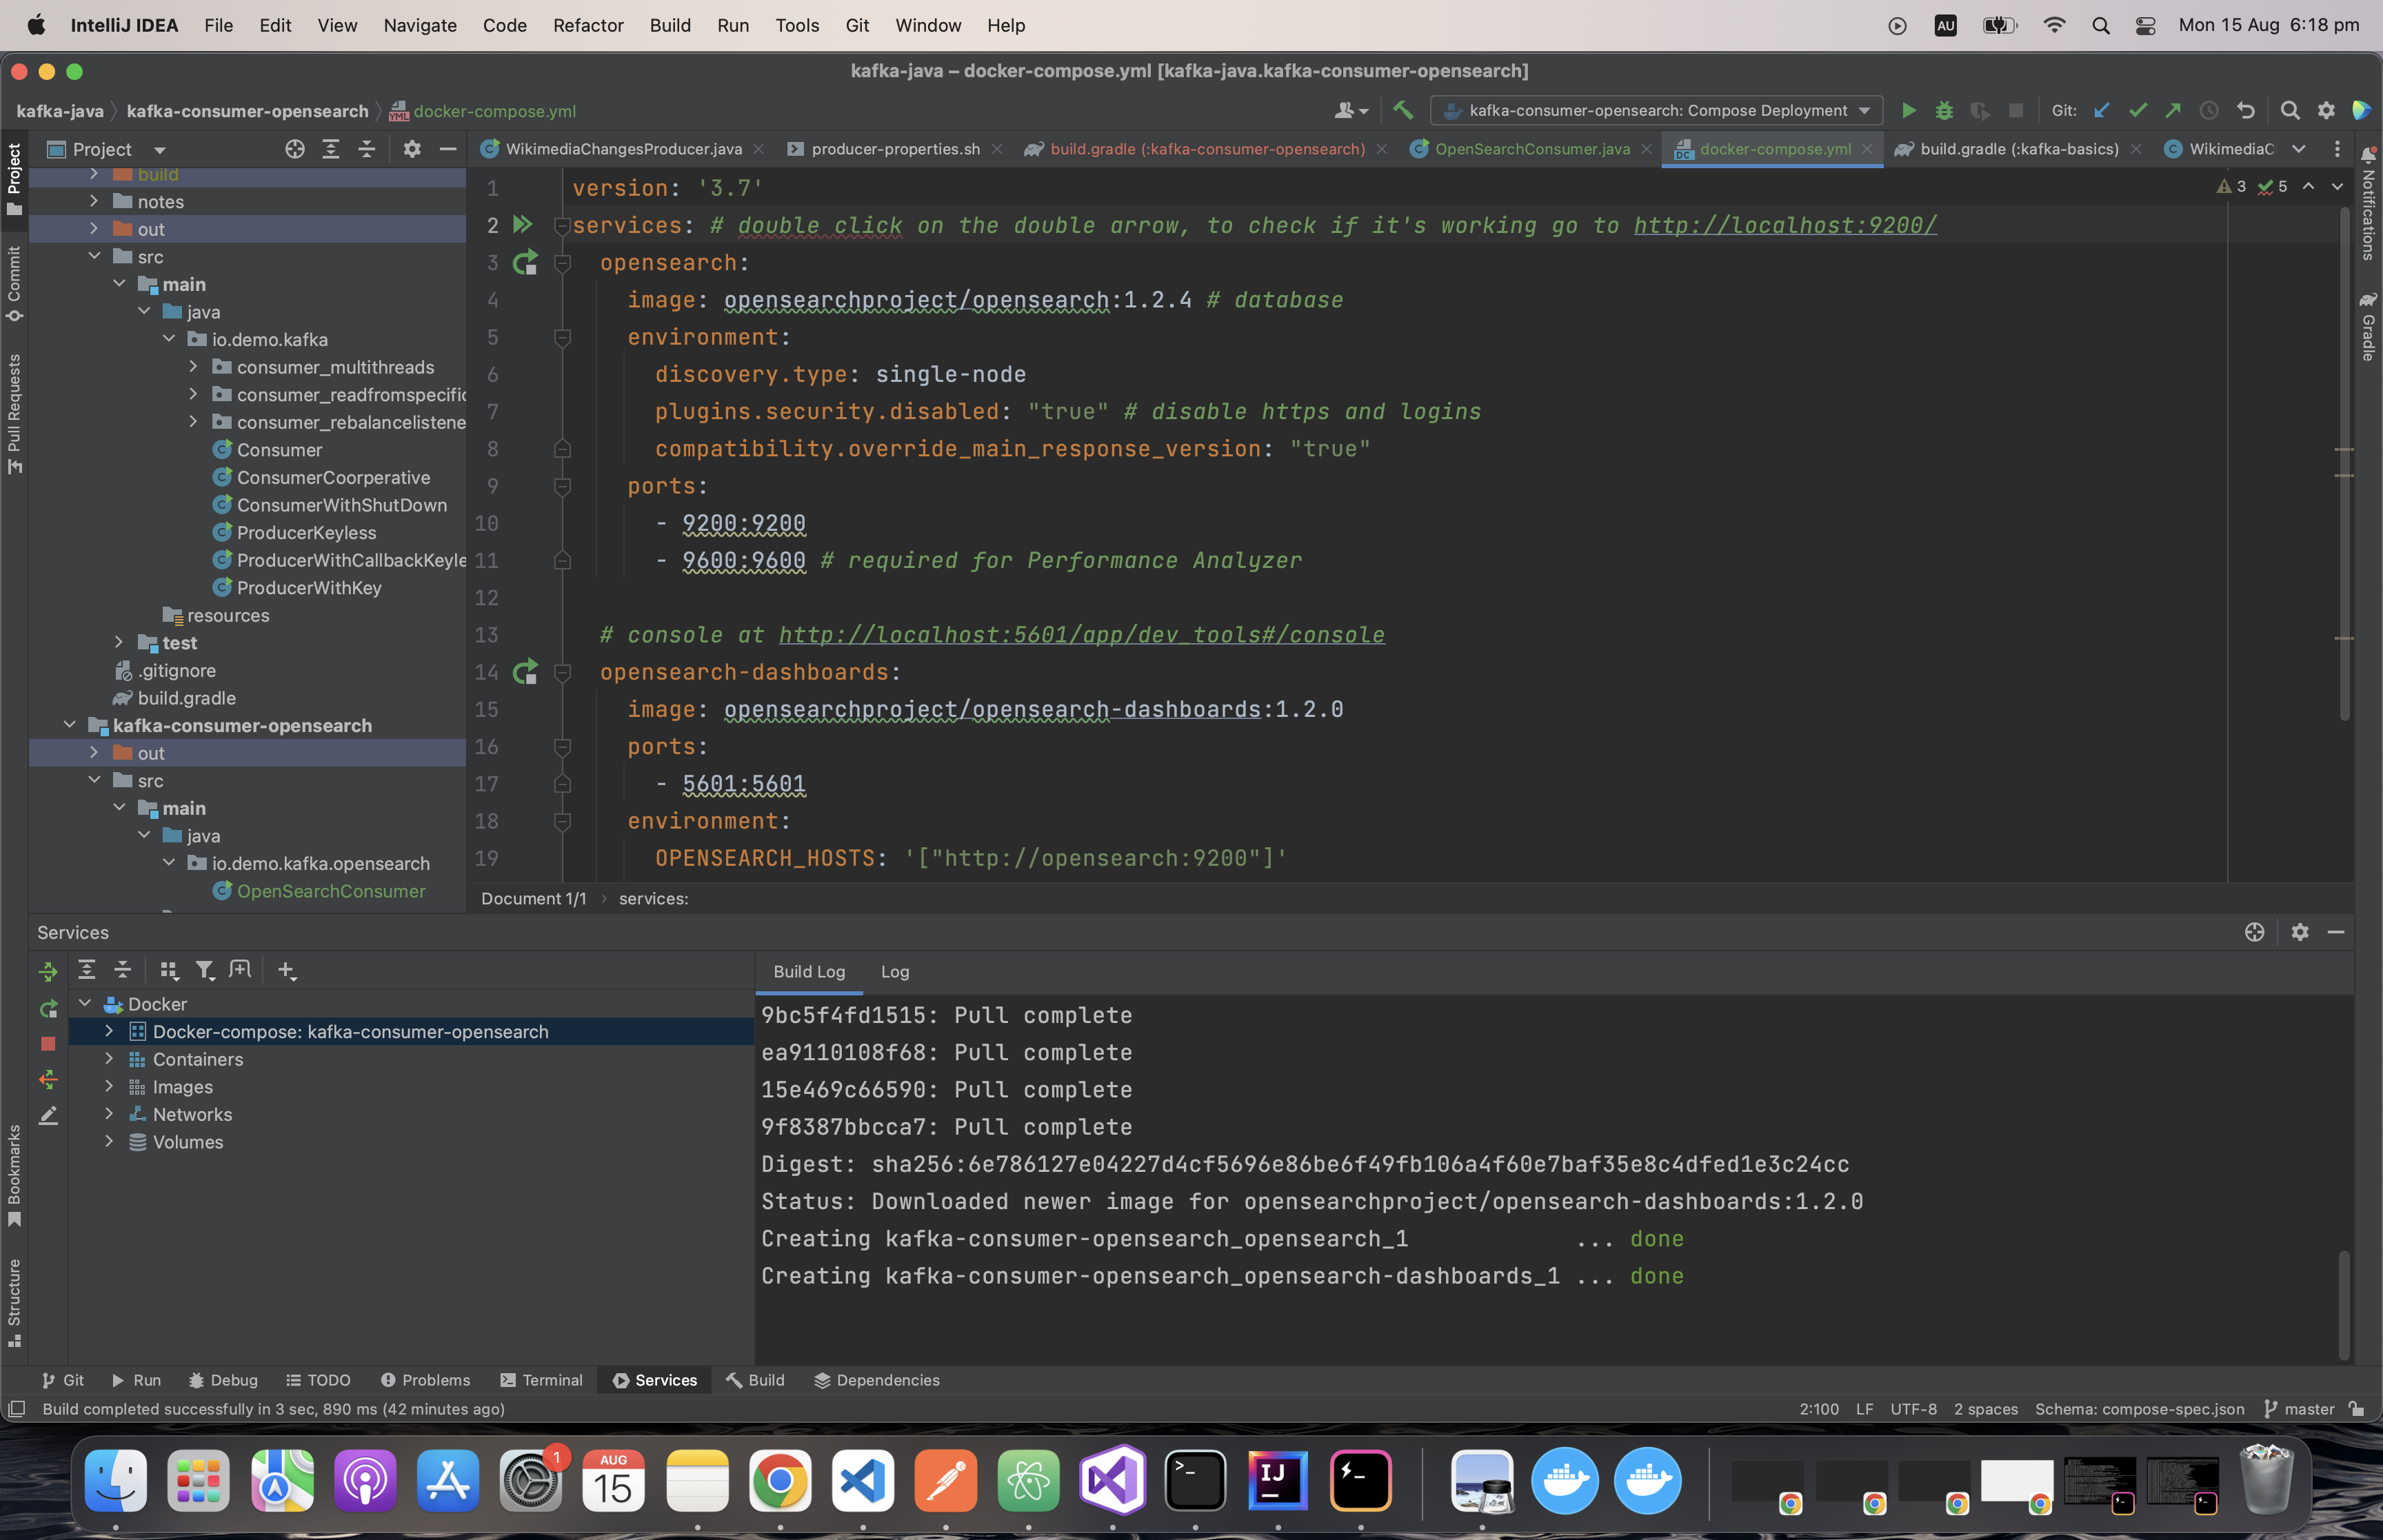 IntelliJ IDEA File Edit View Navigate Code Refactor Build Run Tools Git Window Help AU Mon 15 Aug 6:18 pm
kafka-java – docker-compose.yml [kafka-java.kafka-consumer-opensearch]
kafka-java kafka-consumer-opensearch docker-compose.yml kafka-consumer-opensearch: Compose Deployment Git:
Project WikimediaChangesProducer.java producer-properties.sh build.gradle (:kafka-consumer-opensearch) OpenSearchConsumer.java docker-compose.yml build.gradle (:kafka-basics) WikimediaC
Project
Commit
Pull Requests
Bookmarks
Structure
build
notes
out
src
main
java
io.demo.kafka
consumer_multithreads
consumer_readfromspecific
consumer_rebalancelistene
Consumer
ConsumerCoorperative
ConsumerWithShutDown
ProducerKeyless
ProducerWithCallbackKeyle
ProducerWithKey
resources
test
.gitignore
build.gradle
kafka-consumer-opensearch
out
src
main
java
io.demo.kafka.opensearch
OpenSearchConsumer
3 5
1 version: '3.7'
2 services: # double click on the double arrow, to check if it's working go to http://localhost:9200/
3 opensearch:
4 image: opensearchproject/opensearch:1.2.4 # database
5 environment:
6 discovery.type: single-node
7 plugins.security.disabled: "true" # disable https and logins
8 compatibility.override_main_response_version: "true"
9 ports:
10 - 9200:9200
11 - 9600:9600 # required for Performance Analyzer
12
13 # console at http://localhost:5601/app/dev_tools#/console
14 opensearch-dashboards:
15 image: opensearchproject/opensearch-dashboards:1.2.0
16 ports:
17 - 5601:5601
18 environment:
19 OPENSEARCH_HOSTS: '["http://opensearch:9200"]'
Document 1/1 services:
Notifications
Gradle
Services
Docker
Docker-compose: kafka-consumer-opensearch
Containers
Images
Networks
Volumes
Build Log Log
9bc5f4fd1515: Pull complete
ea9110108f68: Pull complete
15e469c66590: Pull complete
9f8387bbcca7: Pull complete
Digest: sha256:6e786127e04227d4cf5696e86be6f49fb106a4f60e7baf35e8c4dfed1e3c24cc
Status: Downloaded newer image for opensearchproject/opensearch-dashboards:1.2.0
Creating kafka-consumer-opensearch_opensearch_1 ... done
Creating kafka-consumer-opensearch_opensearch-dashboards_1 ... done
Git Run Debug TODO Problems Terminal Services Build Dependencies
Build completed successfully in 3 sec, 890 ms (42 minutes ago) 2:100 LF UTF-8 2 spaces Schema: compose-spec.json master
1
AUG
15
IJ